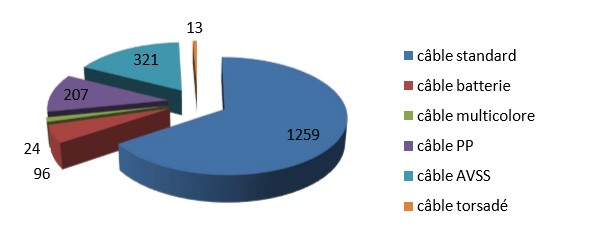 13
321
207
1259
24
96
câble standard
câble batterie
câble multicolore
câble PP
câble AVSS
câble torsadé